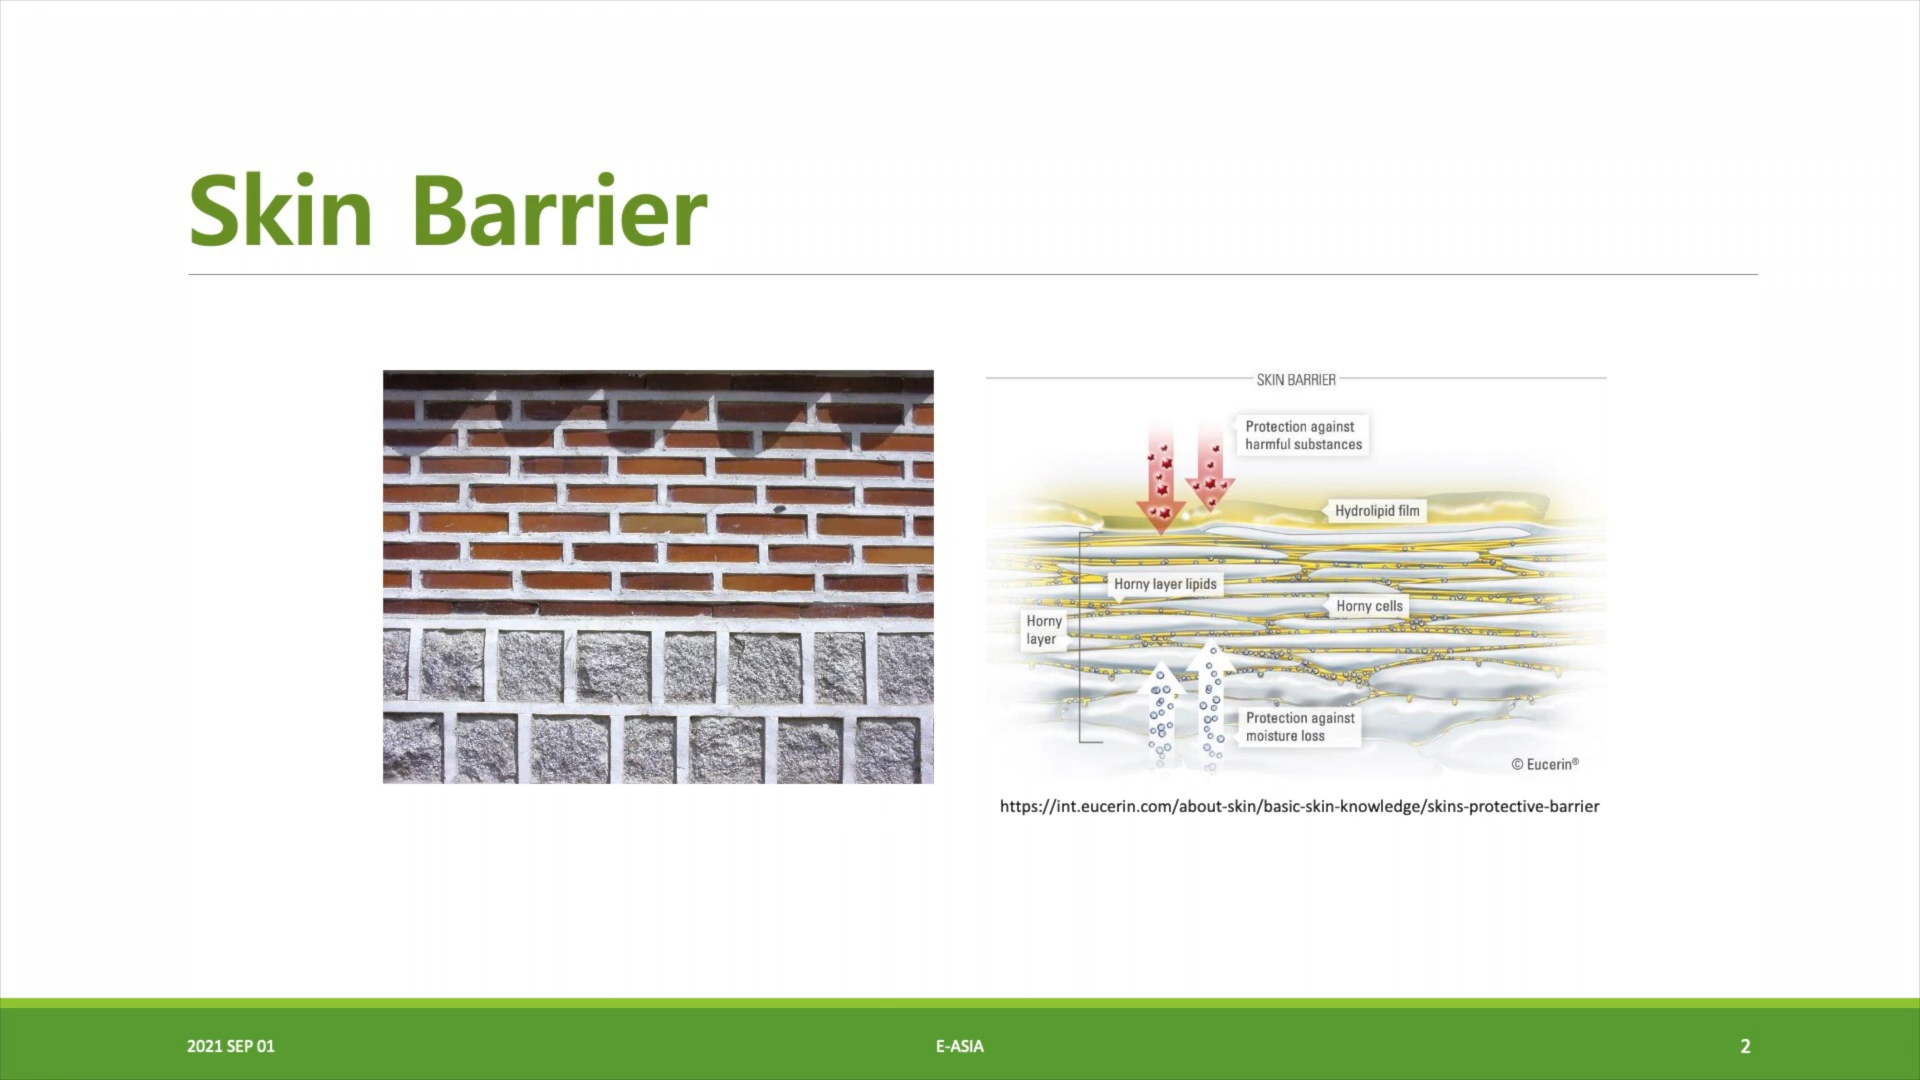 Skin Barrier
SKIN BARRIER
Protection against
harmful substances
Hydrolipid film
Horny layer lipids
Horny cells
Horny
layer
Protection against
moisture loss
© Eucerin®
https://int.eucerin.com/about-skin/basic-skin-knowledge/skins-protective-barrier
2021 SEP 01
E-ASIA
2